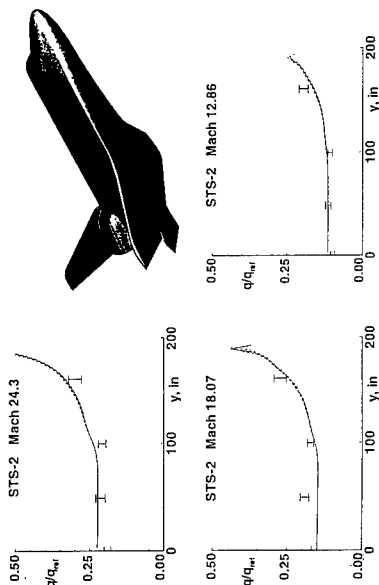 STS-2 Mach 24.3
0.50
q/q_ref
0.25
0.00
0
100
y, in
200
STS-2 Mach 18.07
0.50
q/q_ref
0.25
0.00
0
100
y, in
200
STS-2 Mach 12.86
0.50
q/q_ref
0.25
0.00
0
100
y, in
200